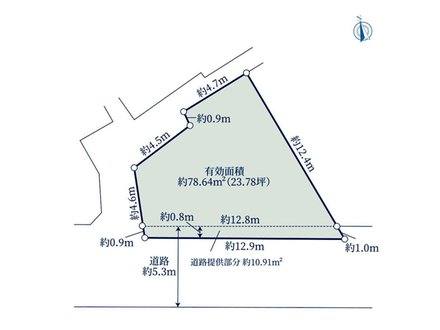 約4.7m
約0.9m
約4.5m
約12.4m
有効面積
約78.64m²(23.78坪)
約4.6m
約0.8m
約12.8m
約0.9m
約12.9m
約1.0m
道路
約5.3m
道路提供部分 約10.91m²